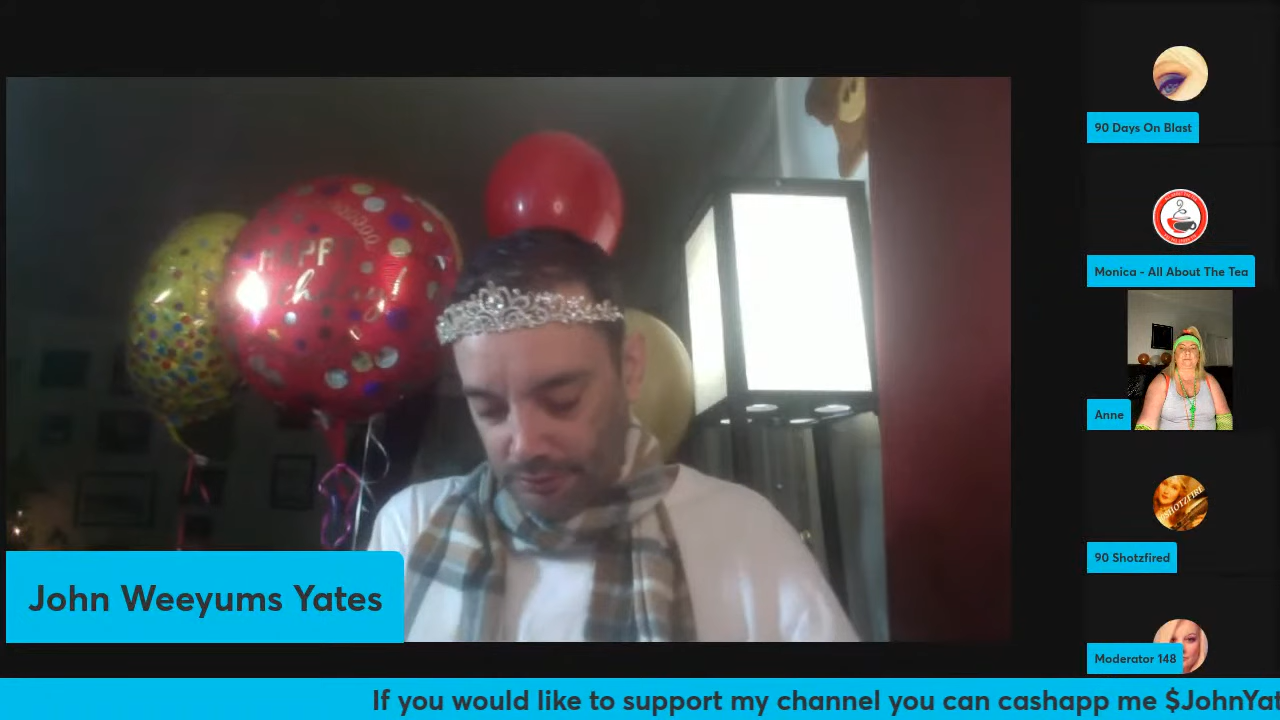 90 Days On Blast
Monica - All About The Tea
HAPPY
Anne
90 Shotzfired
John Weeyums Yates
Moderator 148
If you would like to support my channel you can cashapp me $JohnYat